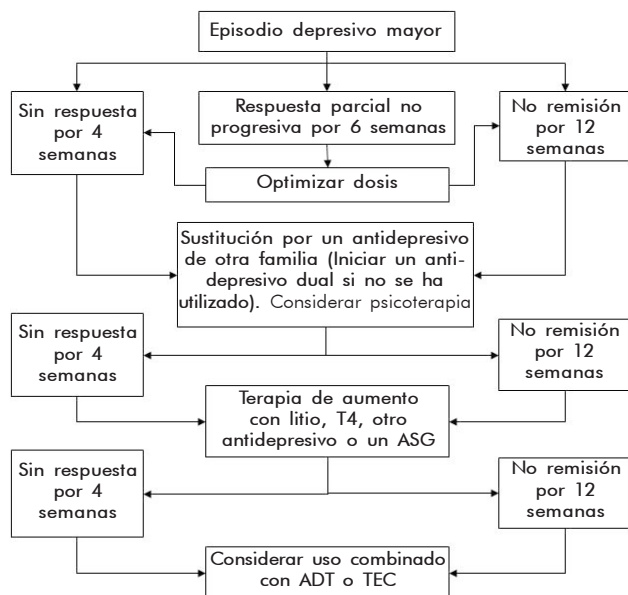 Episodio depresivo mayor
Sin respuesta
por 4
semanas
Respuesta parcial no
progresiva por 6 semanas
No remisión
por 12
semanas
Optimizar dosis
Sustitución por un antidepresivo
de otra familia (Iniciar un anti-
depresivo dual si no se ha
utilizado). Considerar psicoterapia
Sin respuesta
por 4
semanas
No remisión
por 12
semanas
Terapia de aumento
con litio, T4, otro
antidepresivo o un ASG
Sin respuesta
por 4
semanas
No remisión
por 12
semanas
Considerar uso combinado
con ADT o TEC